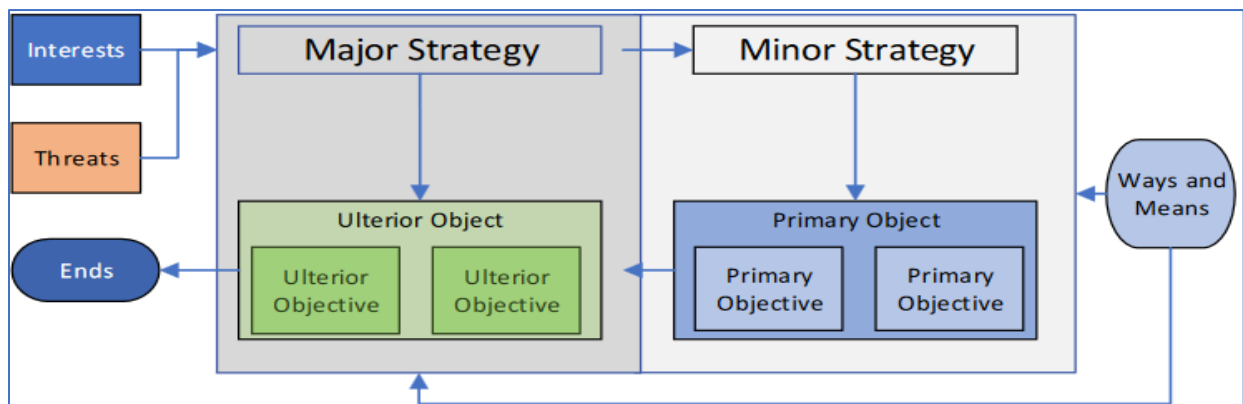 Interests
Major Strategy
Minor Strategy
Threats
Ways and
Means
Ulterior Object
Primary Object
Ends
Ulterior
Objective
Ulterior
Objective
Primary
Objective
Primary
Objective